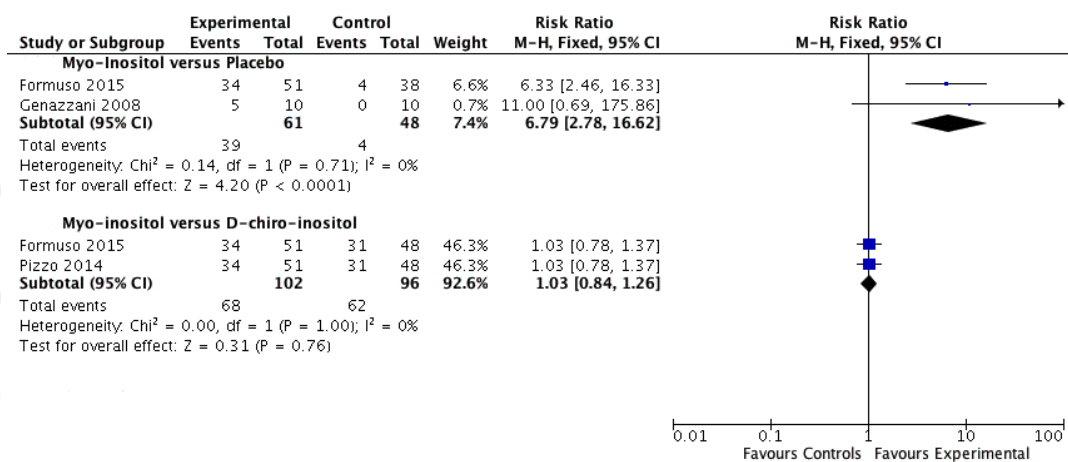 Experimental Control Risk Ratio Risk Ratio
Study or Subgroup Events Total Events Total Weight M-H, Fixed, 95% CI M-H, Fixed, 95% CI
Myo-Inositol versus Placebo
Formuso 2015 34 51 4 38 6.6% 6.33 [2.46, 16.33]
Genazzani 2008 5 10 0 10 0.7% 11.00 [0.69, 175.86]
Subtotal (95% CI) 61 48 7.4% 6.79 [2.78, 16.62]
Total events 39 4
Heterogeneity: Chi² = 0.14, df = 1 (P = 0.71); I² = 0%
Test for overall effect: Z = 4.20 (P < 0.0001)
Myo-inositol versus D-chiro-inositol
Formuso 2015 34 51 31 48 46.3% 1.03 [0.78, 1.37]
Pizzo 2014 34 51 31 48 46.3% 1.03 [0.78, 1.37]
Subtotal (95% CI) 102 96 92.6% 1.03 [0.84, 1.26]
Total events 68 62
Heterogeneity: Chi² = 0.00, df = 1 (P = 1.00); I² = 0%
Test for overall effect: Z = 0.31 (P = 0.76)
0.01 0.1 1 10 100
Favours Controls Favours Experimental